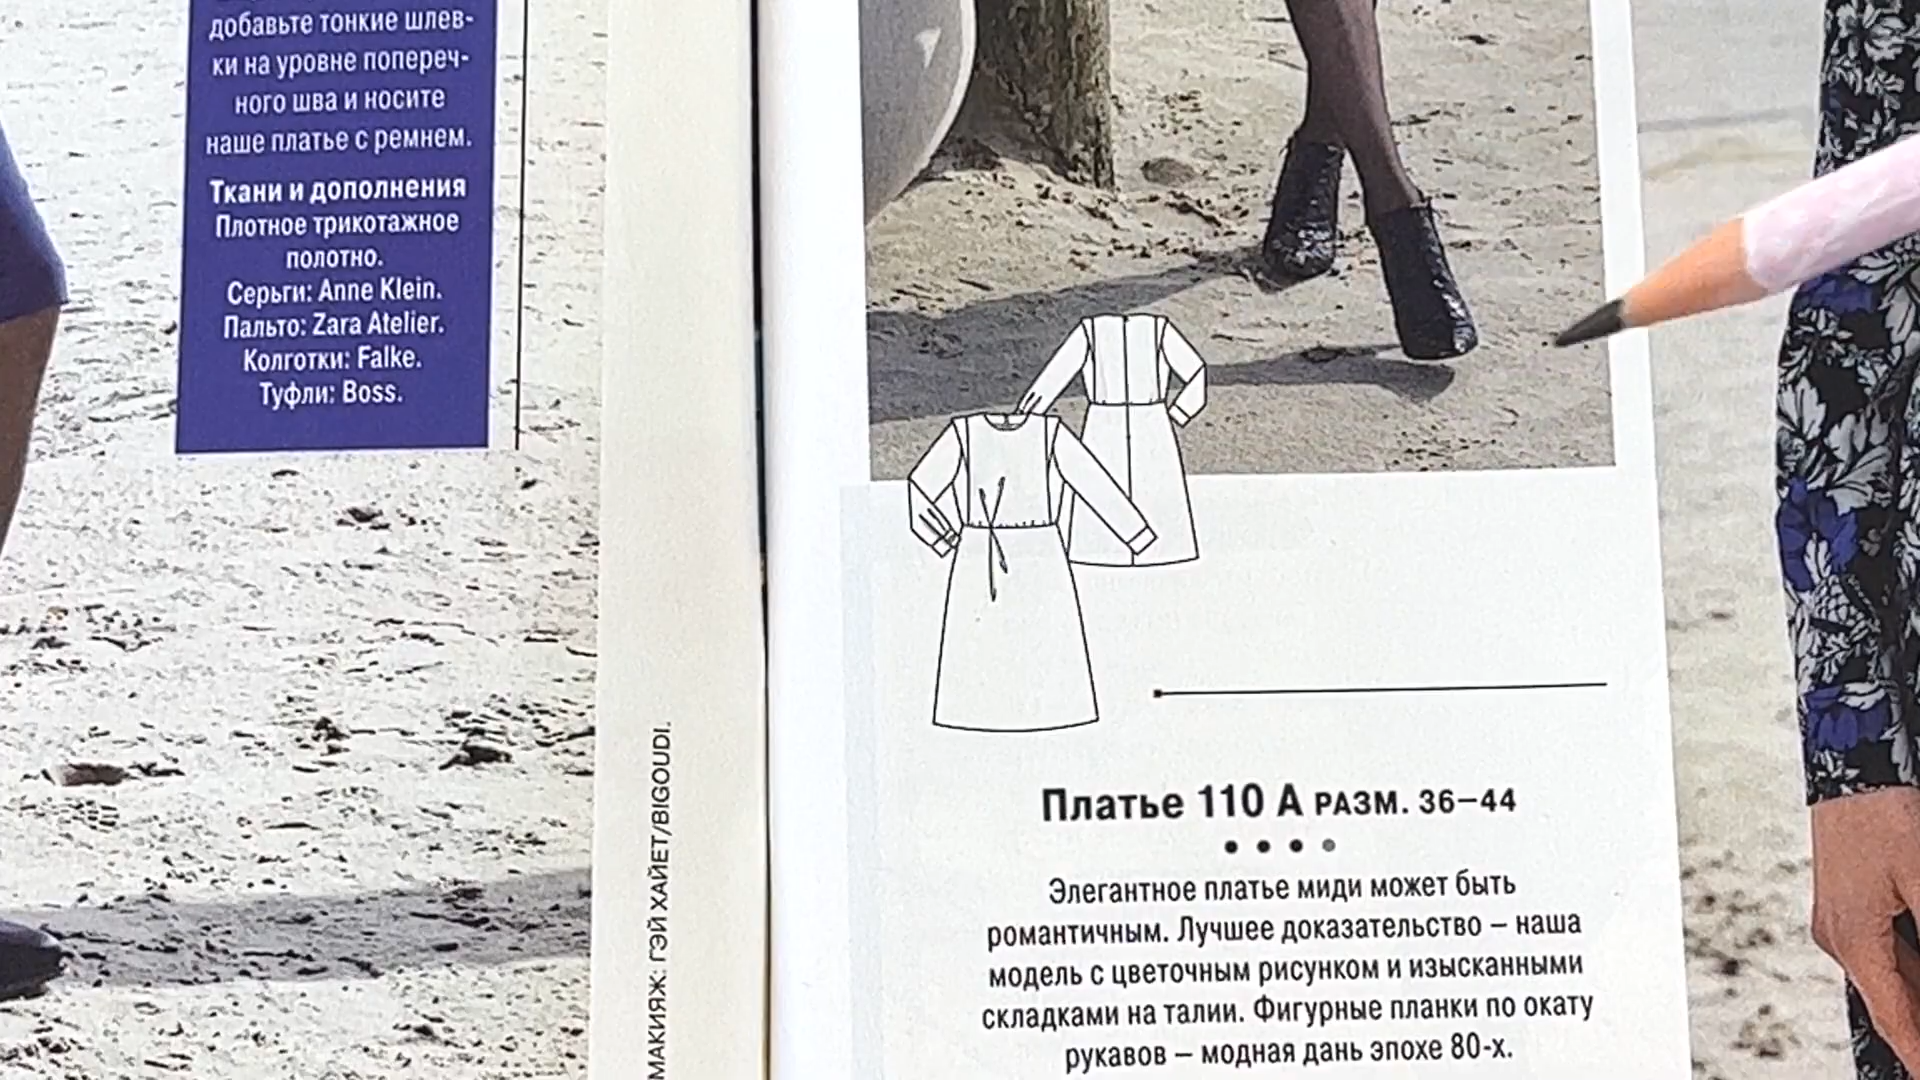 добавьте тонкие шлев-
ки на уровне попереч-
ного шва и носите
наше платье с ремнем.
Ткани и дополнения
Плотное трикотажное
полотно.
Серьги: Anne Klein.
Пальто: Zara Atelier.
Колготки: Falke.
Туфли: Boss.
МАКИЯЖ: ГЭЙ ХАЙЕТ/BIGOUDI.
Платье 110 А РАЗМ. 36–44
Элегантное платье миди может быть
романтичным. Лучшее доказательство – наша
модель с цветочным рисунком и изысканными
складками на талии. Фигурные планки по окату
рукавов – модная дань эпохе 80-х.